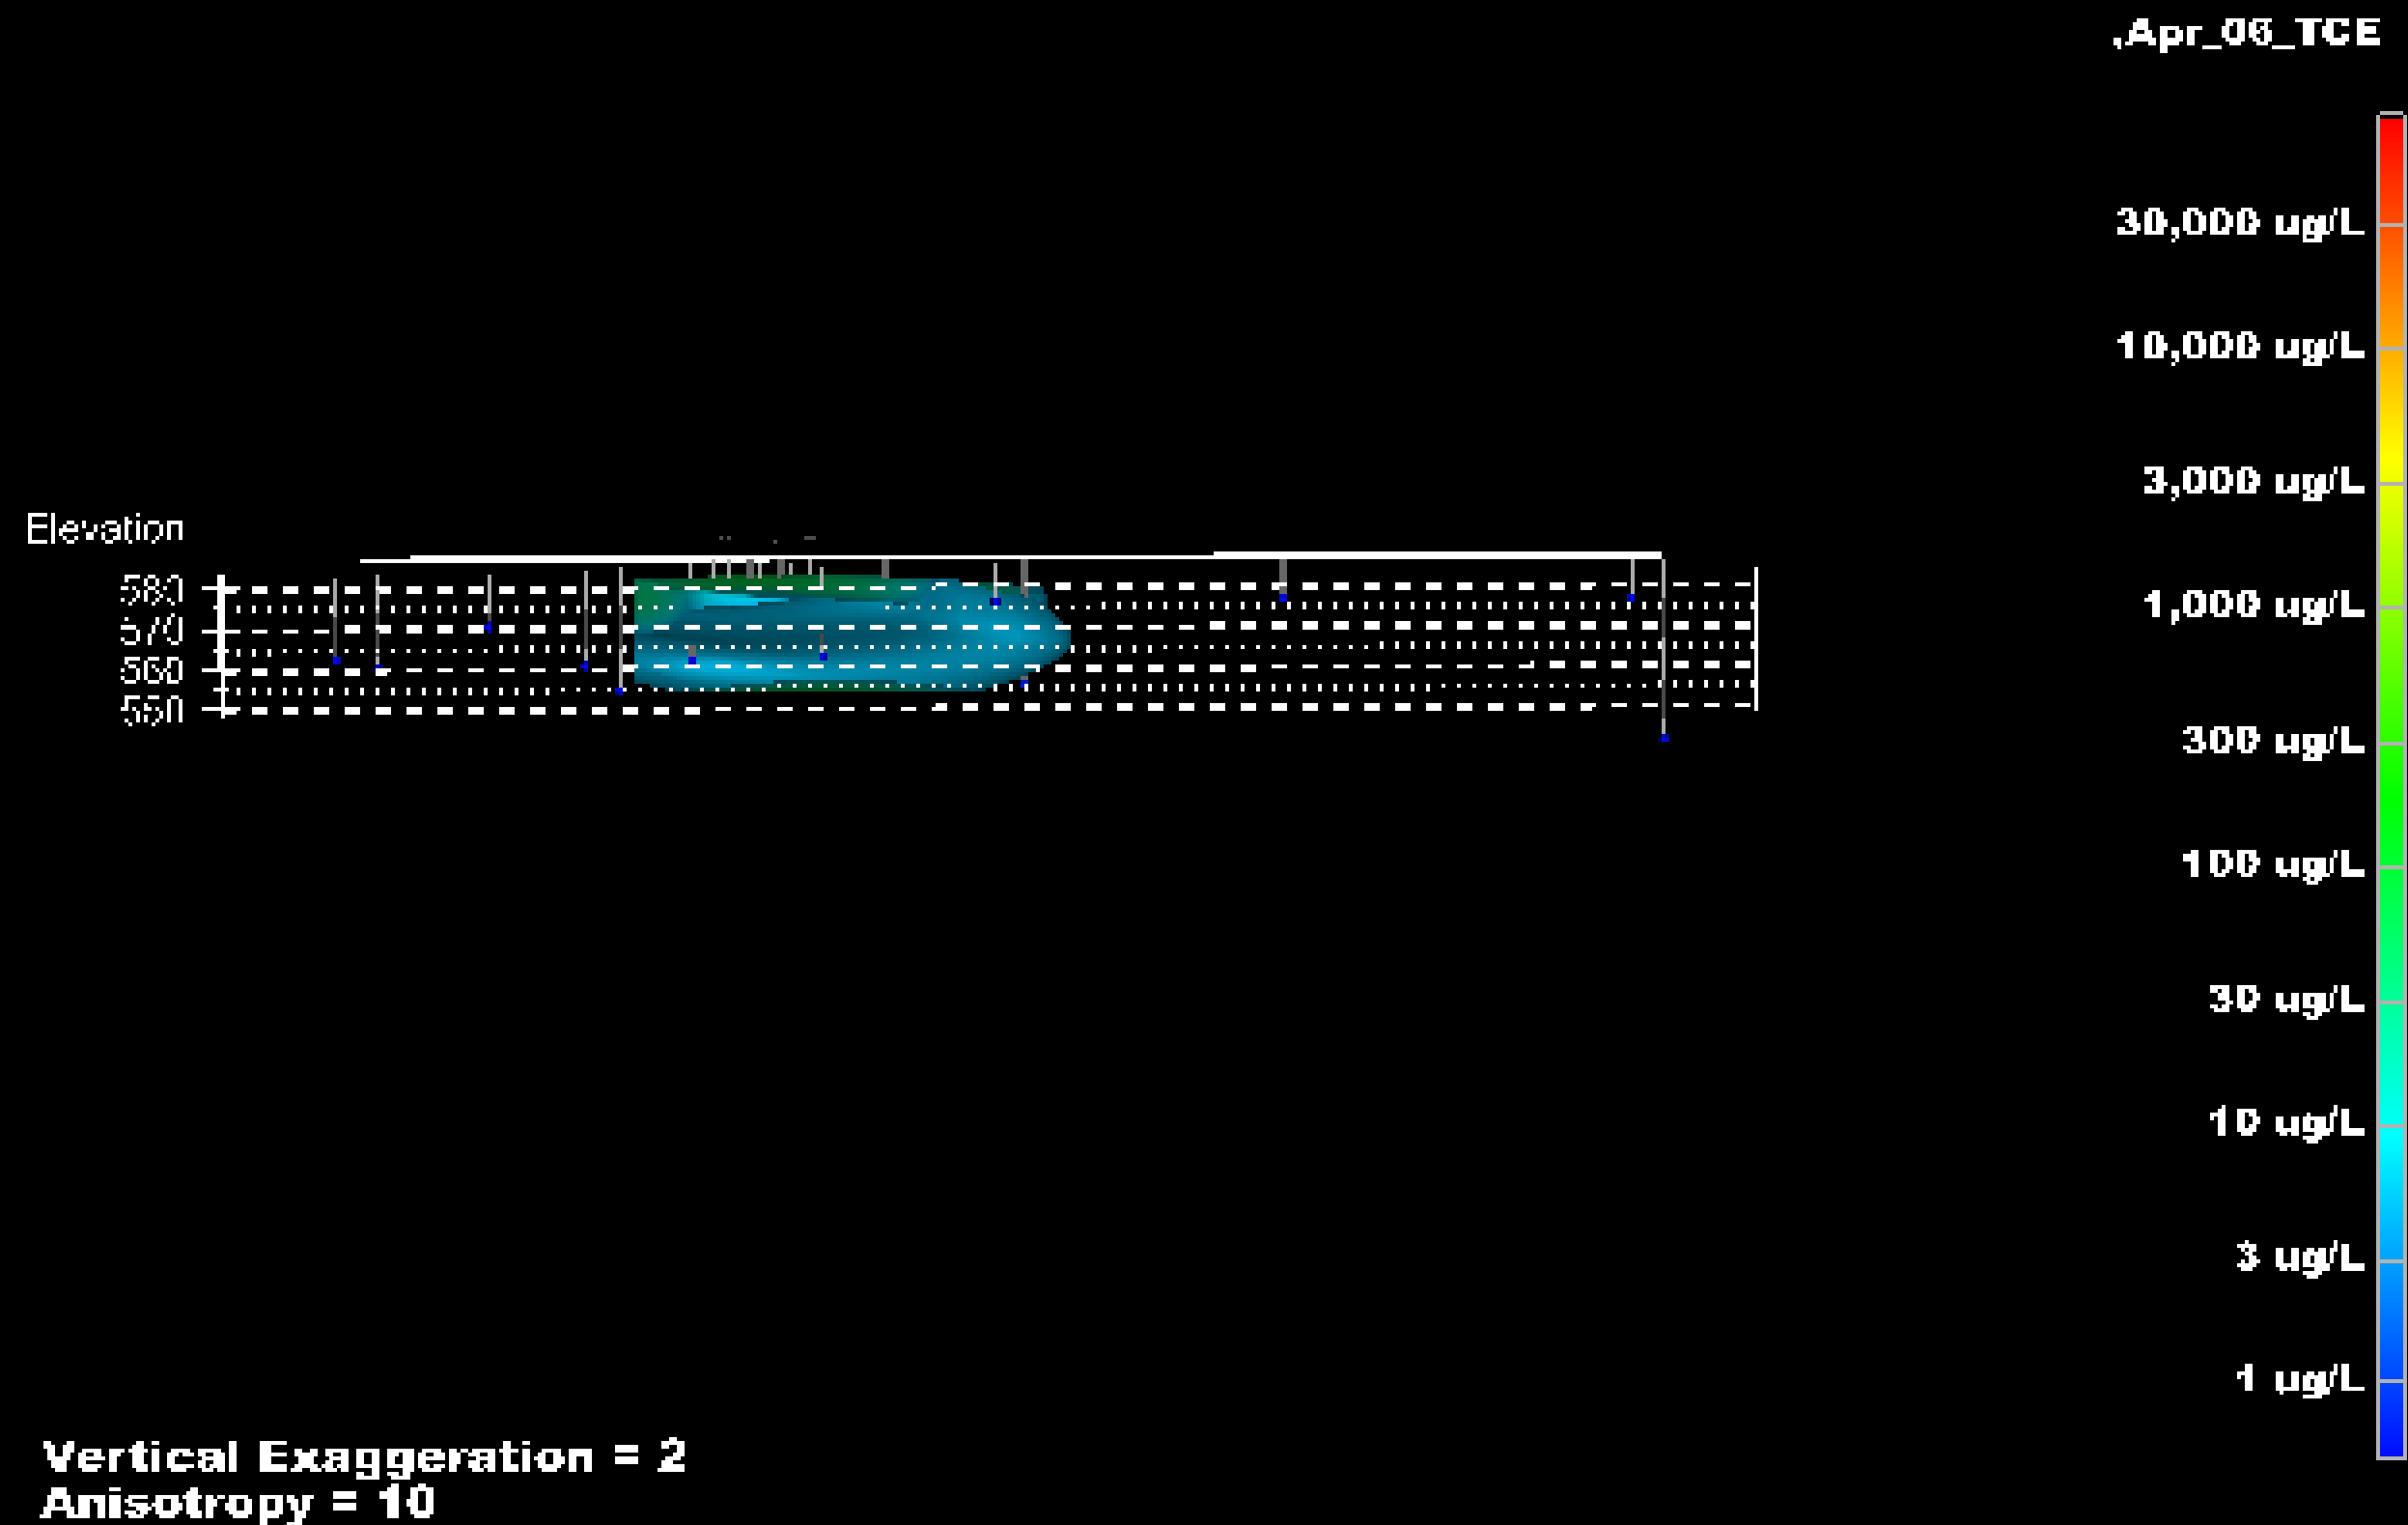 ,Apr_06_TCE
30,000 ug/L
10,000 ug/L
3,000 ug/L
Elevation
580
570
560
550
1,000 ug/L
300 ug/L
100 ug/L
30 ug/L
10 ug/L
3 ug/L
1 ug/L
Vertical Exaggeration = 2
Anisotropy = 10